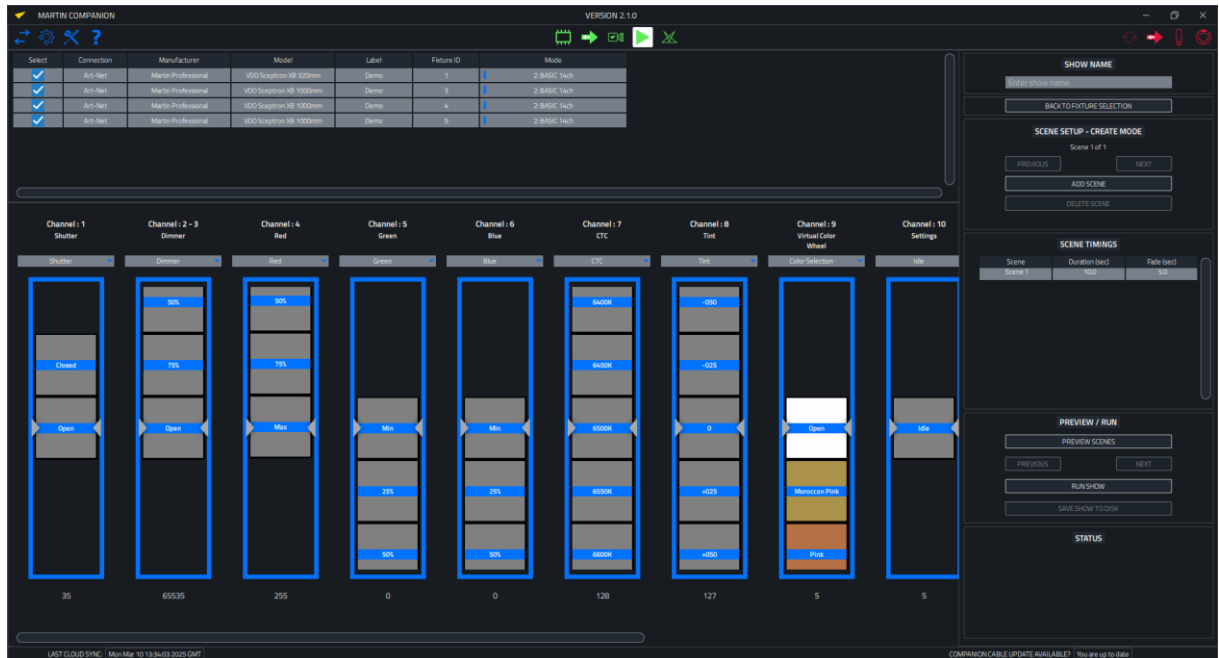 MARTIN COMPANION
VERSION 2.1.0
Select Connection Manufacturer Model Label Fixture ID Mode
Art-Net Martin Professional VDO Sceptron XB 320mm Demo 1 2: BASIC 14ch
Art-Net Martin Professional VDO Sceptron XB 1000mm Demo 3 2: BASIC 14ch
Art-Net Martin Professional VDO Sceptron XB 1000mm Demo 4 2: BASIC 14ch
Art-Net Martin Professional VDO Sceptron XB 1000mm Demo 5 2: BASIC 14ch
Channel : 1 Channel : 2 - 3 Channel : 4 Channel : 5 Channel : 6 Channel : 7 Channel : 8 Channel : 9 Channel : 10
Shutter Dimmer Red Green Blue CTC Tint Virtual Color Settings
Wheel
Shutter Dimmer Red Green Blue CTC Tint Color Selection Idle
50% 50% 6400K -050
Closed 75% 75% 6450K -025
Open Open Max Min Min 6500K 0 Open Idle
25% 25% 6550K +025 Moroccan Pink
50% 50% 6600K +050 Pink
35 65535 255 0 0 128 127 5 5
SHOW NAME
Enter show name
BACK TO FIXTURE SELECTION
SCENE SETUP - CREATE MODE
Scene 1 of 1
PREVIOUS NEXT
ADD SCENE
DELETE SCENE
SCENE TIMINGS
Scene Duration (sec) Fade (sec)
Scene 1 10.0 5.0
PREVIEW / RUN
PREVIEW SCENES
PREVIOUS NEXT
RUN SHOW
SAVE SHOW TO DISK
STATUS
LAST CLOUD SYNC: Mon Mar 10 13:34:03 2025 GMT
COMPANION CABLE UPDATE AVAILABLE? You are up to date